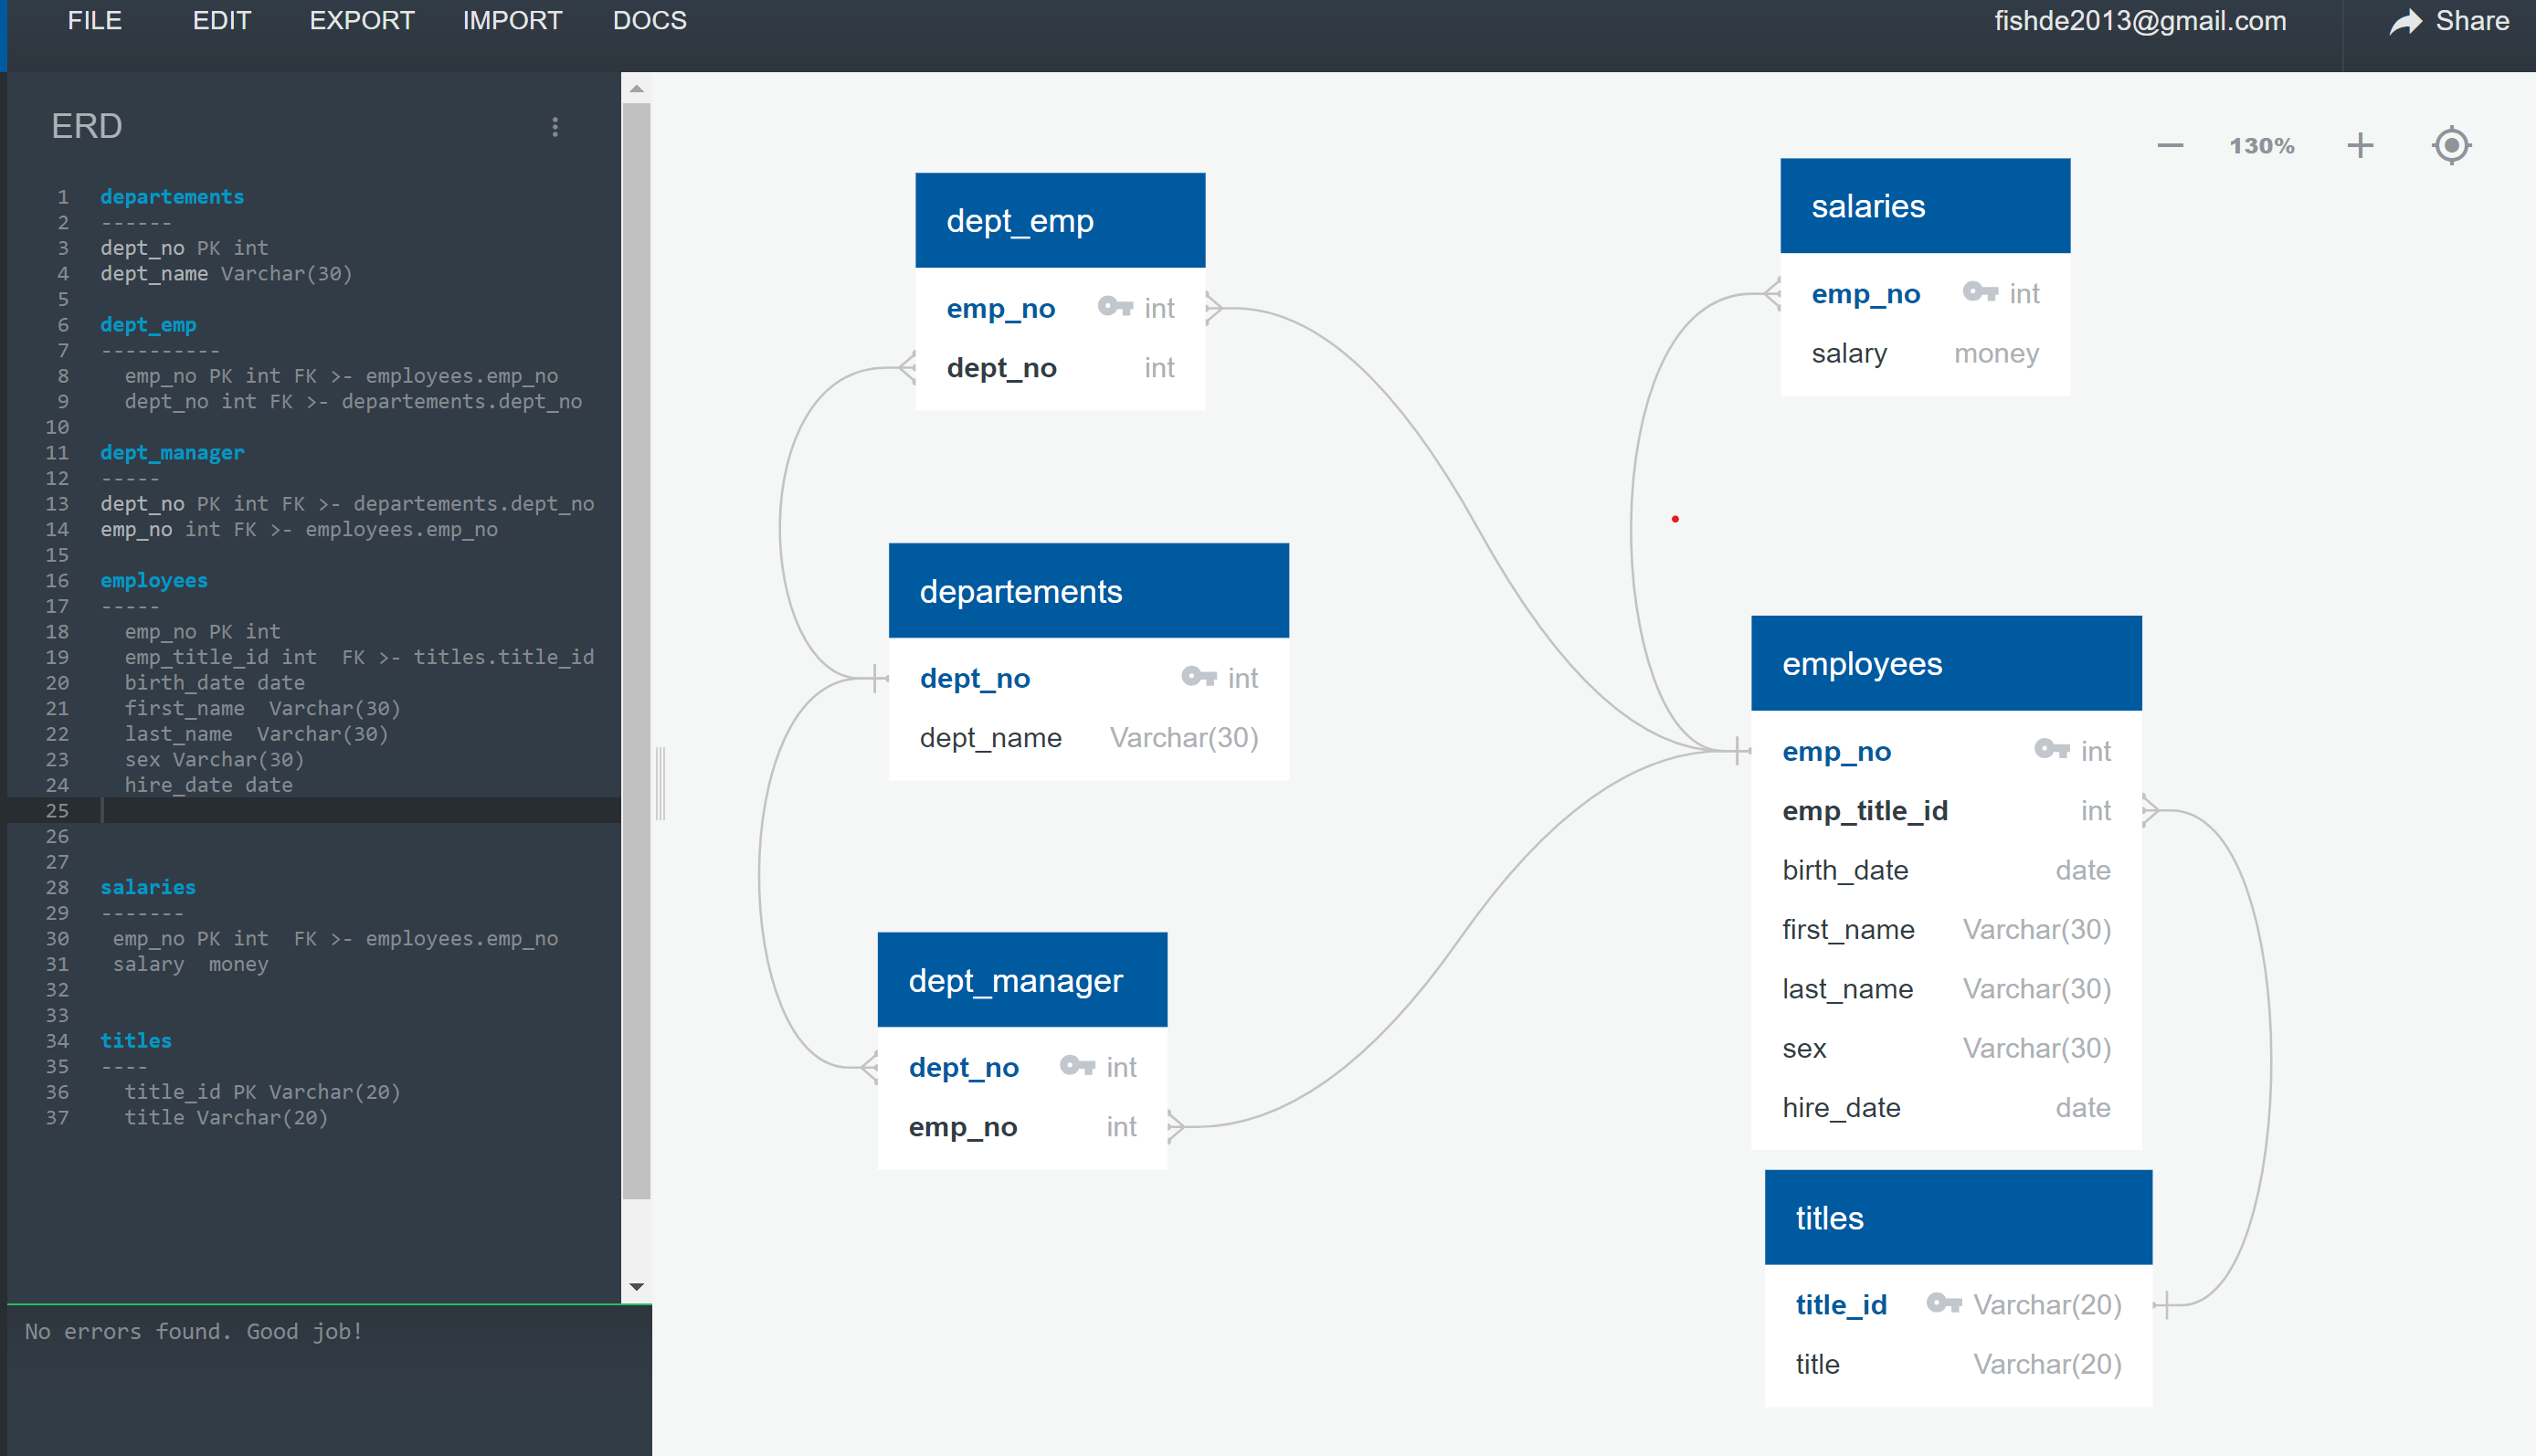 FILE EDIT EXPORT IMPORT DOCS fishde2013@gmail.com Share
ERD
1 departements
2 ------
3 dept_no PK int
4 dept_name Varchar(30)
5
6 dept_emp
7 ----------
8 emp_no PK int FK >- employees.emp_no
9 dept_no int FK >- departements.dept_no
10
11 dept_manager
12 -----
13 dept_no PK int FK >- departements.dept_no
14 emp_no int FK >- employees.emp_no
15
16 employees
17 -----
18 emp_no PK int
19 emp_title_id int  FK >- titles.title_id
20 birth_date date
21 first_name  Varchar(30)
22 last_name  Varchar(30)
23 sex Varchar(30)
24 hire_date date
25
26
27
28 salaries
29 -------
30 emp_no PK int  FK >- employees.emp_no
31 salary  money
32
33
34 titles
35 ----
36 title_id PK Varchar(20)
37 title Varchar(20)
No errors found. Good job!
130%
dept_emp
emp_no int
dept_no int
salaries
emp_no int
salary money
departements
dept_no int
dept_name Varchar(30)
employees
emp_no int
emp_title_id int
birth_date date
first_name Varchar(30)
last_name Varchar(30)
sex Varchar(30)
hire_date date
dept_manager
dept_no int
emp_no int
titles
title_id Varchar(20)
title Varchar(20)